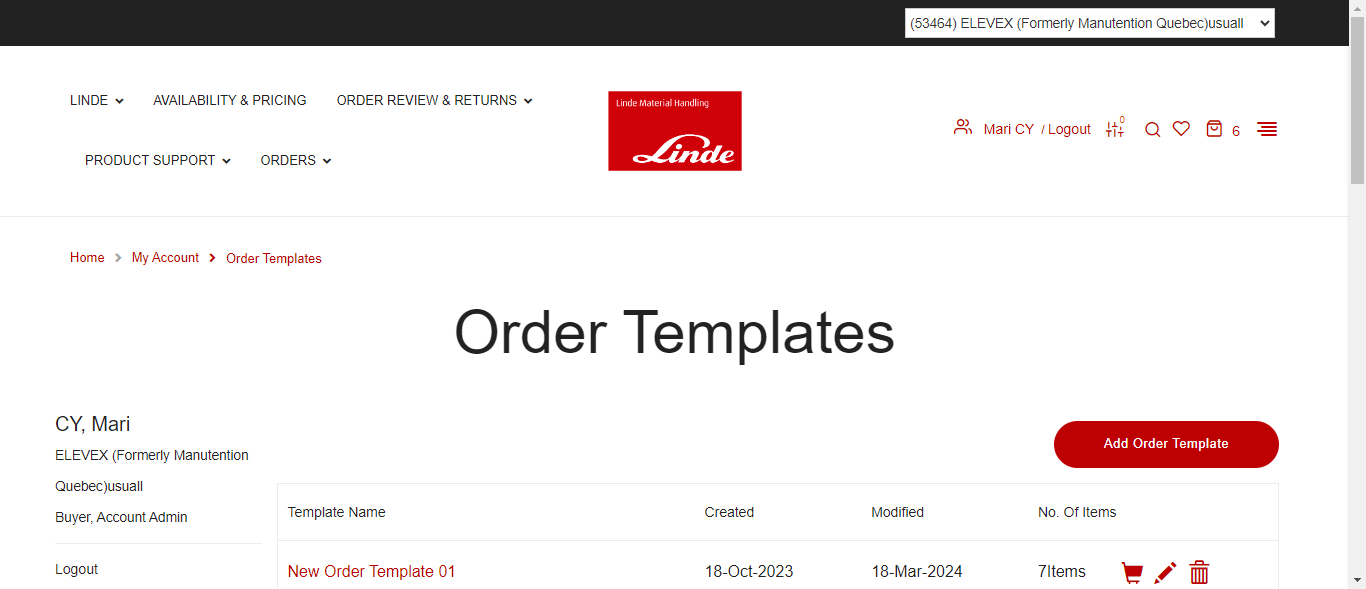 (53464) ELEVEX (Formerly Manutention Quebec)usuall
LINDE
AVAILABILITY & PRICING
ORDER REVIEW & RETURNS
PRODUCT SUPPORT
ORDERS
Linde Material Handling
Linde
Mari CY / Logout
0
6
Home
My Account
Order Templates
Order Templates
CY, Mari
ELEVEX (Formerly Manutention
Quebec)usuall
Buyer, Account Admin
Logout
Add Order Template
Template Name Created Modified No. Of Items
New Order Template 01 18-Oct-2023 18-Mar-2024 7Items